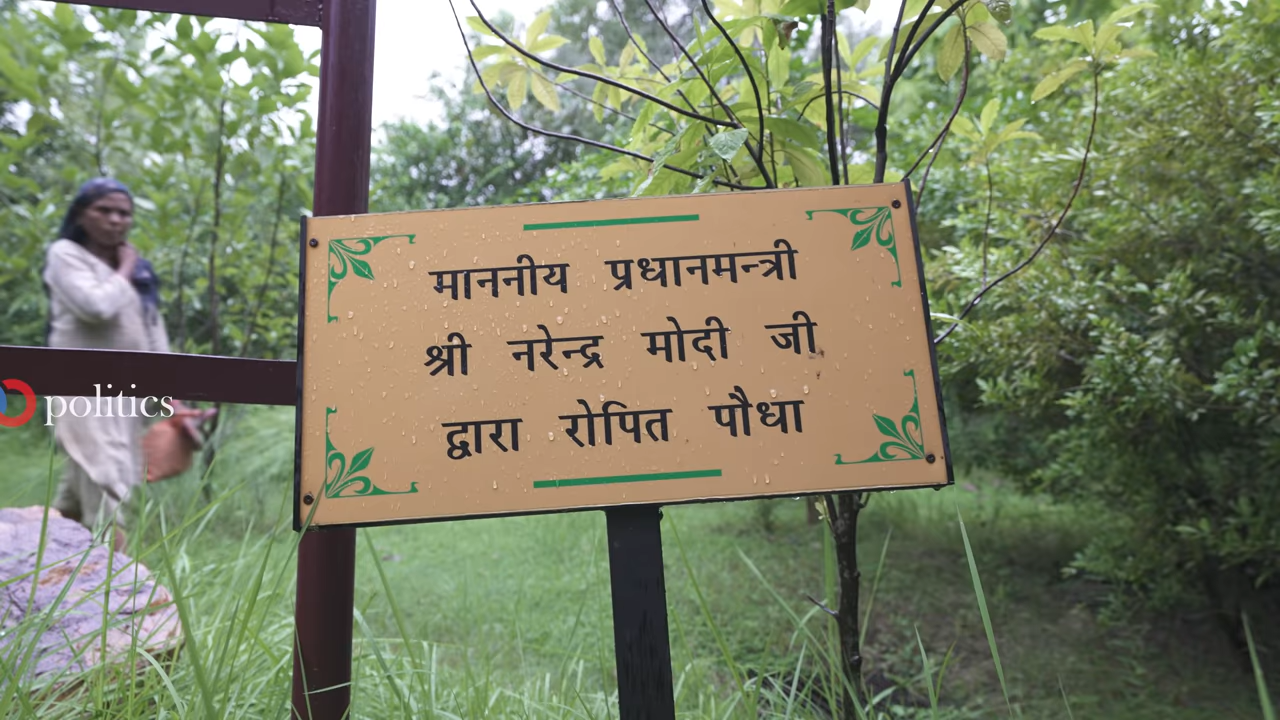 माननीय प्रधानमन्त्री
श्री नरेन्द्र मोदी जी
द्वारा रोपित पौधा
politics